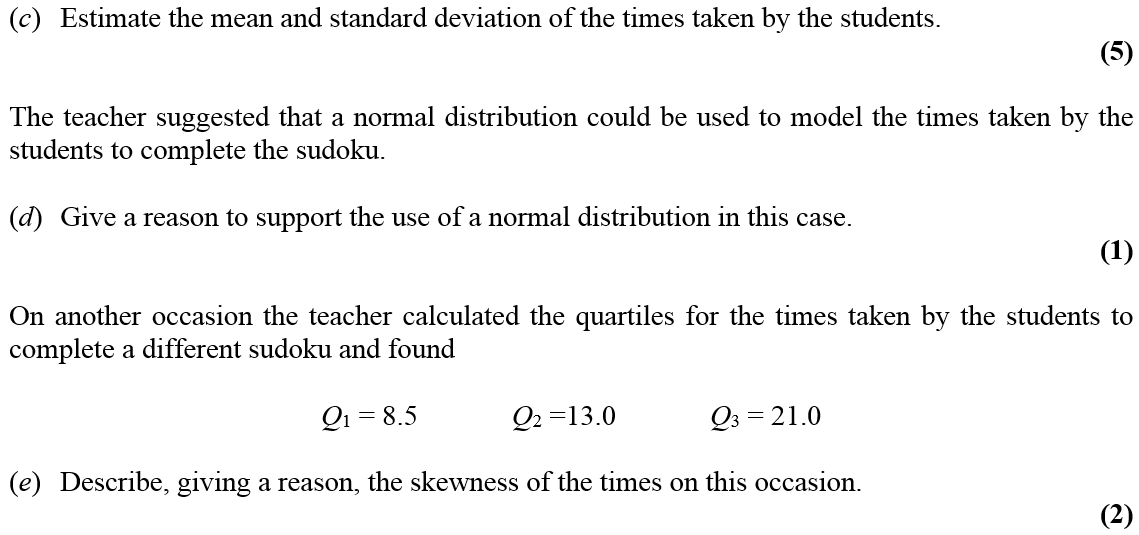 (c) Estimate the mean and standard deviation of the times taken by the students.
(5)
The teacher suggested that a normal distribution could be used to model the times taken by the
students to complete the sudoku.
(d) Give a reason to support the use of a normal distribution in this case.
(1)
On another occasion the teacher calculated the quartiles for the times taken by the students to
complete a different sudoku and found
Q₁ = 8.5 Q₂ =13.0 Q₃ = 21.0
(e) Describe, giving a reason, the skewness of the times on this occasion.
(2)